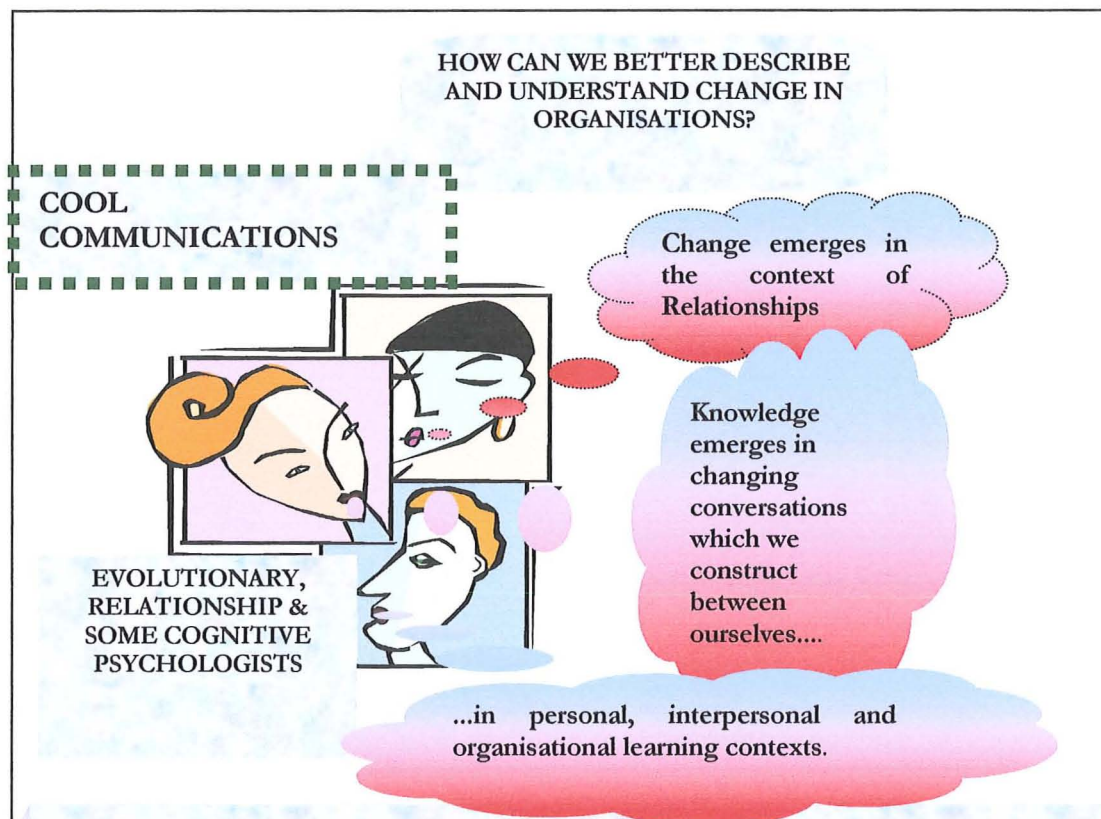 HOW CAN WE BETTER DESCRIBE
AND UNDERSTAND CHANGE IN
ORGANISATIONS?
COOL
COMMUNICATIONS
Change emerges in
the context of
Relationships
Knowledge
emerges in
changing
conversations
which we
construct
between
ourselves....
EVOLUTIONARY,
RELATIONSHIP &
SOME COGNITIVE
PSYCHOLOGISTS
...in personal, interpersonal and
organisational learning contexts.